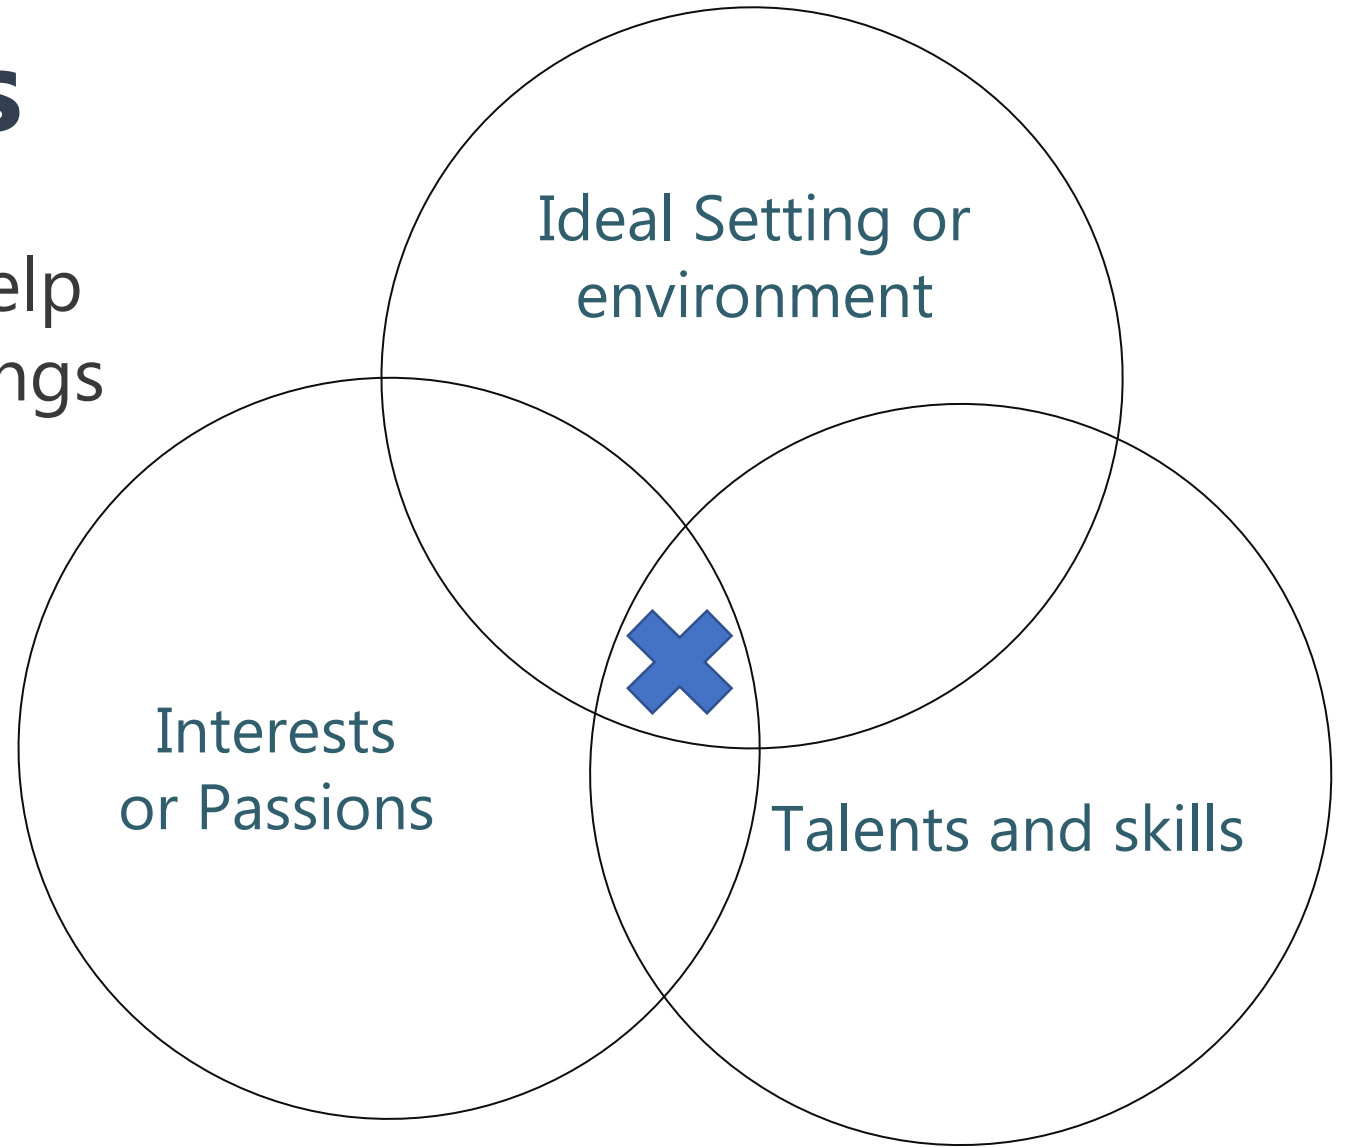 s
elp
ngs
Ideal Setting or
environment
Interests
or Passions
Talents and skills